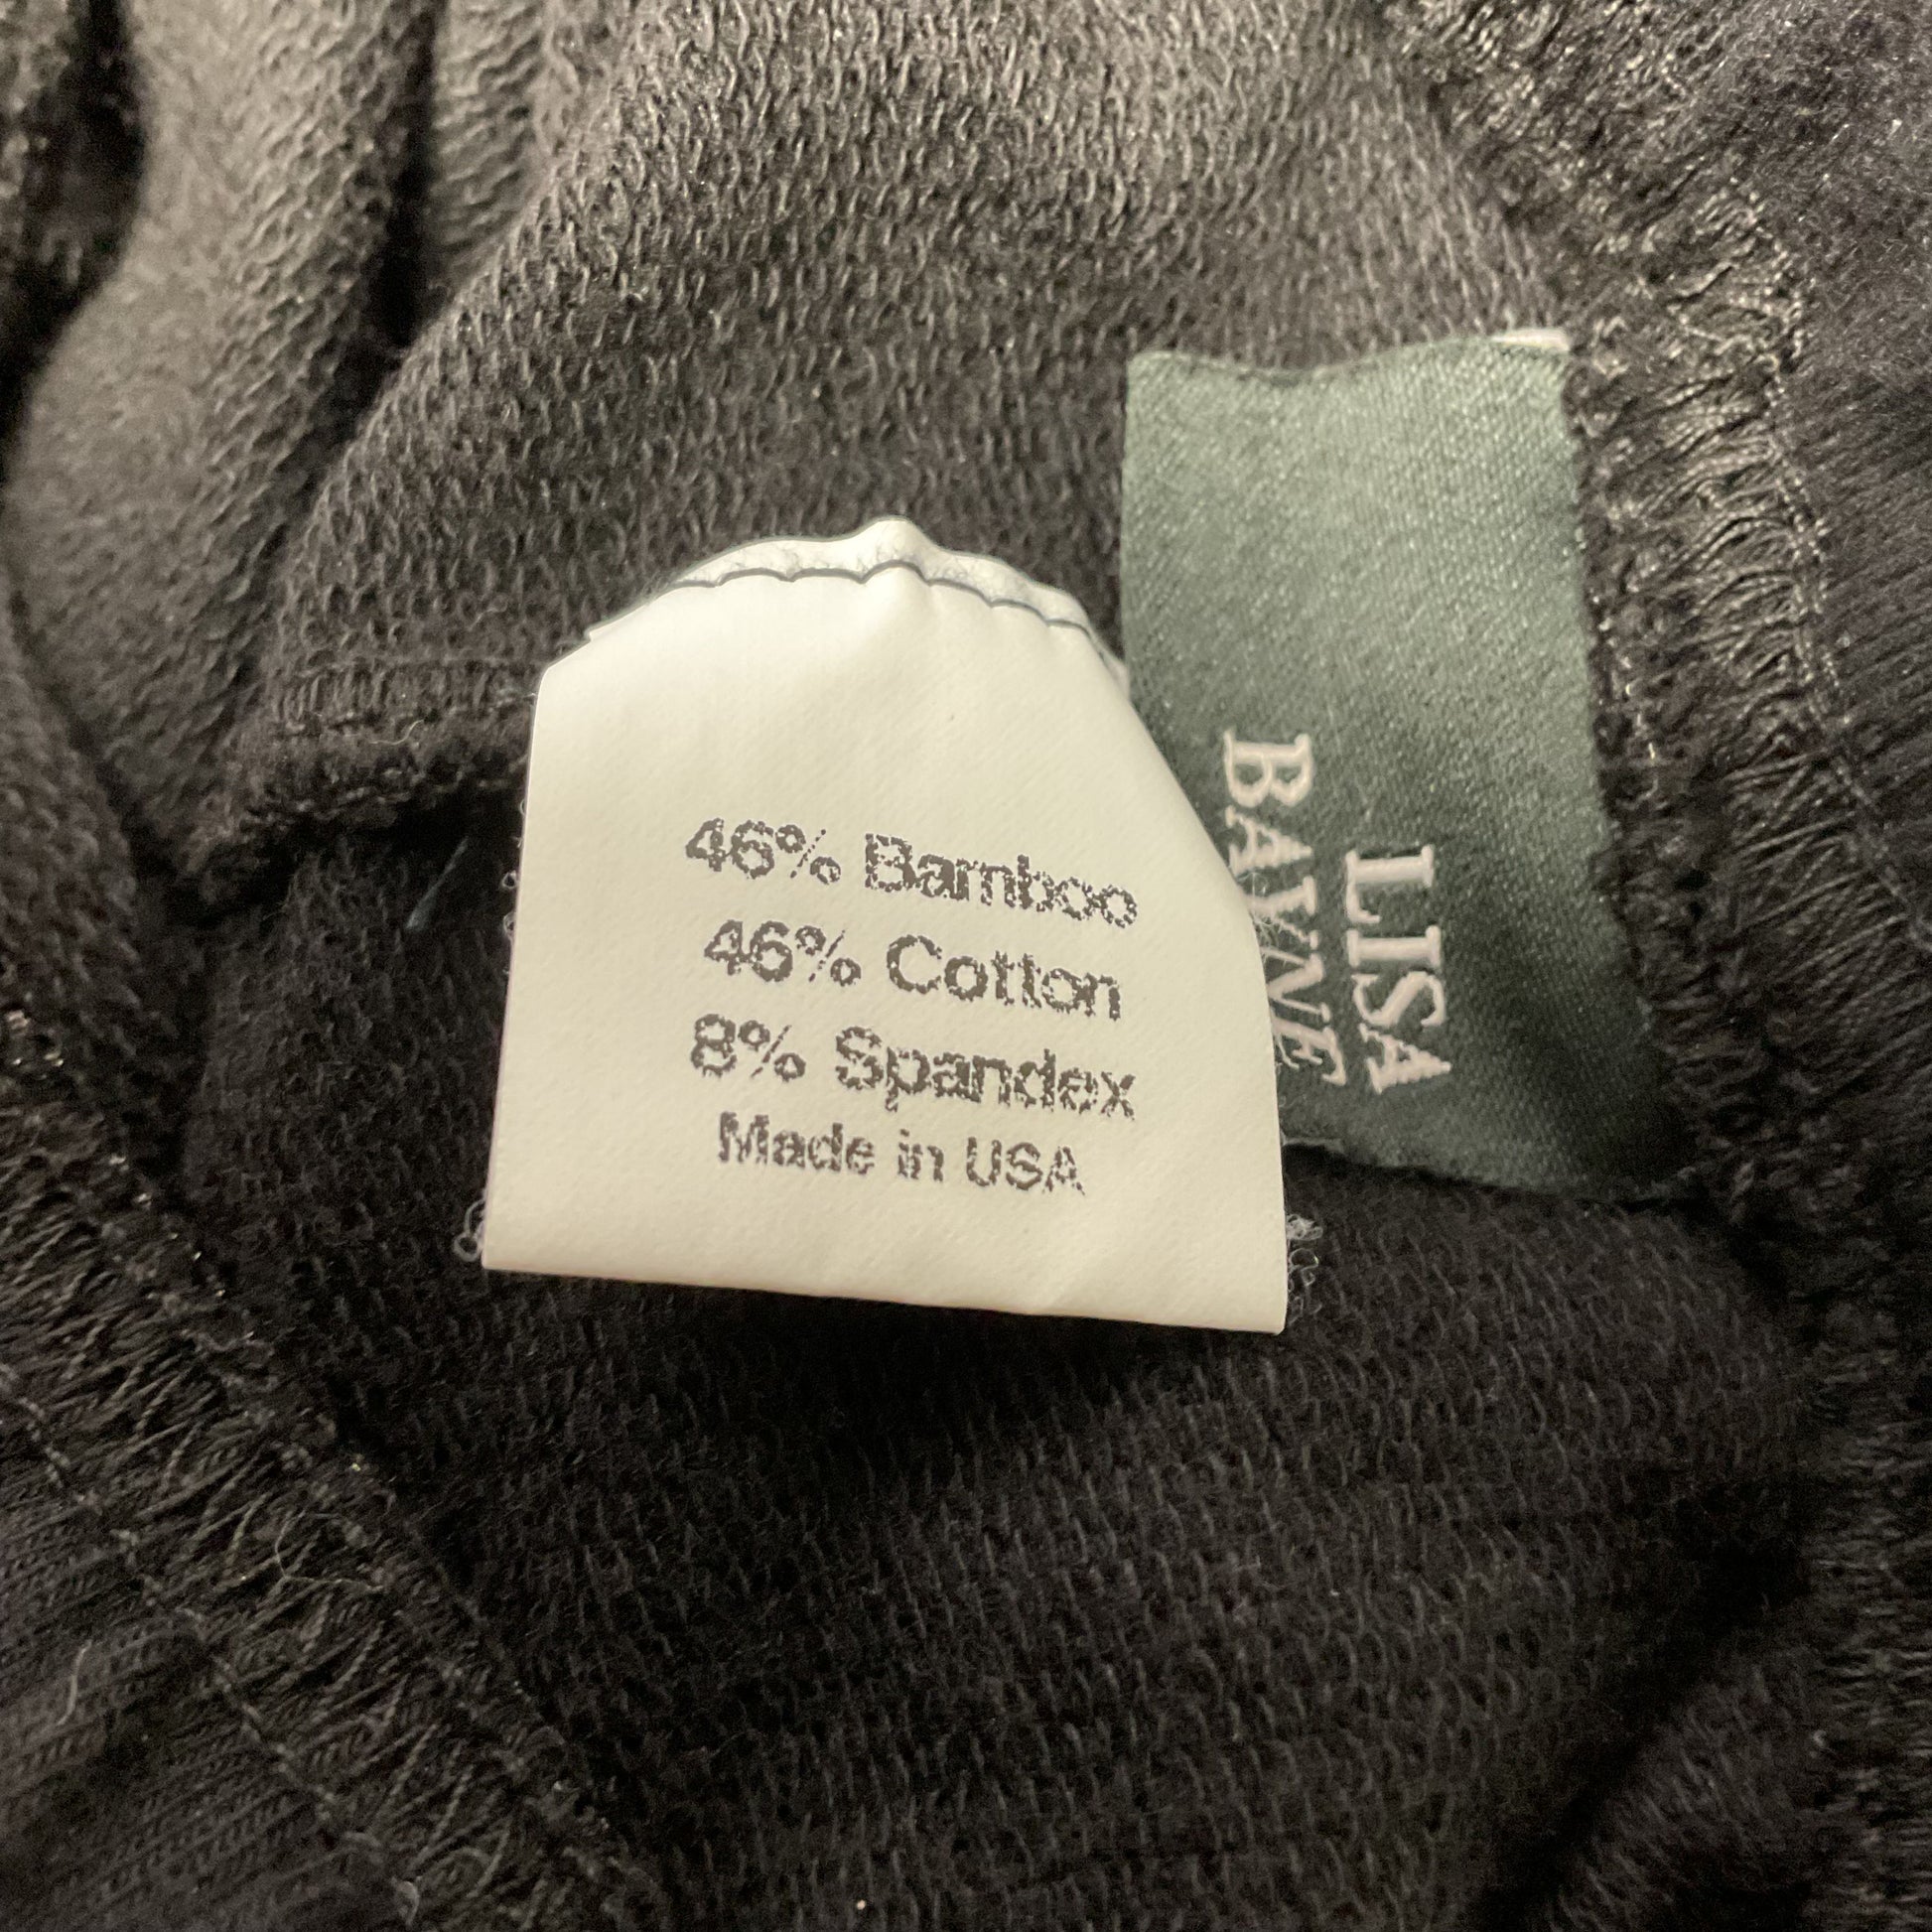 46% Bamboo
46% Cotton
8% Spandex
Made in USA
LISA
BAYNE